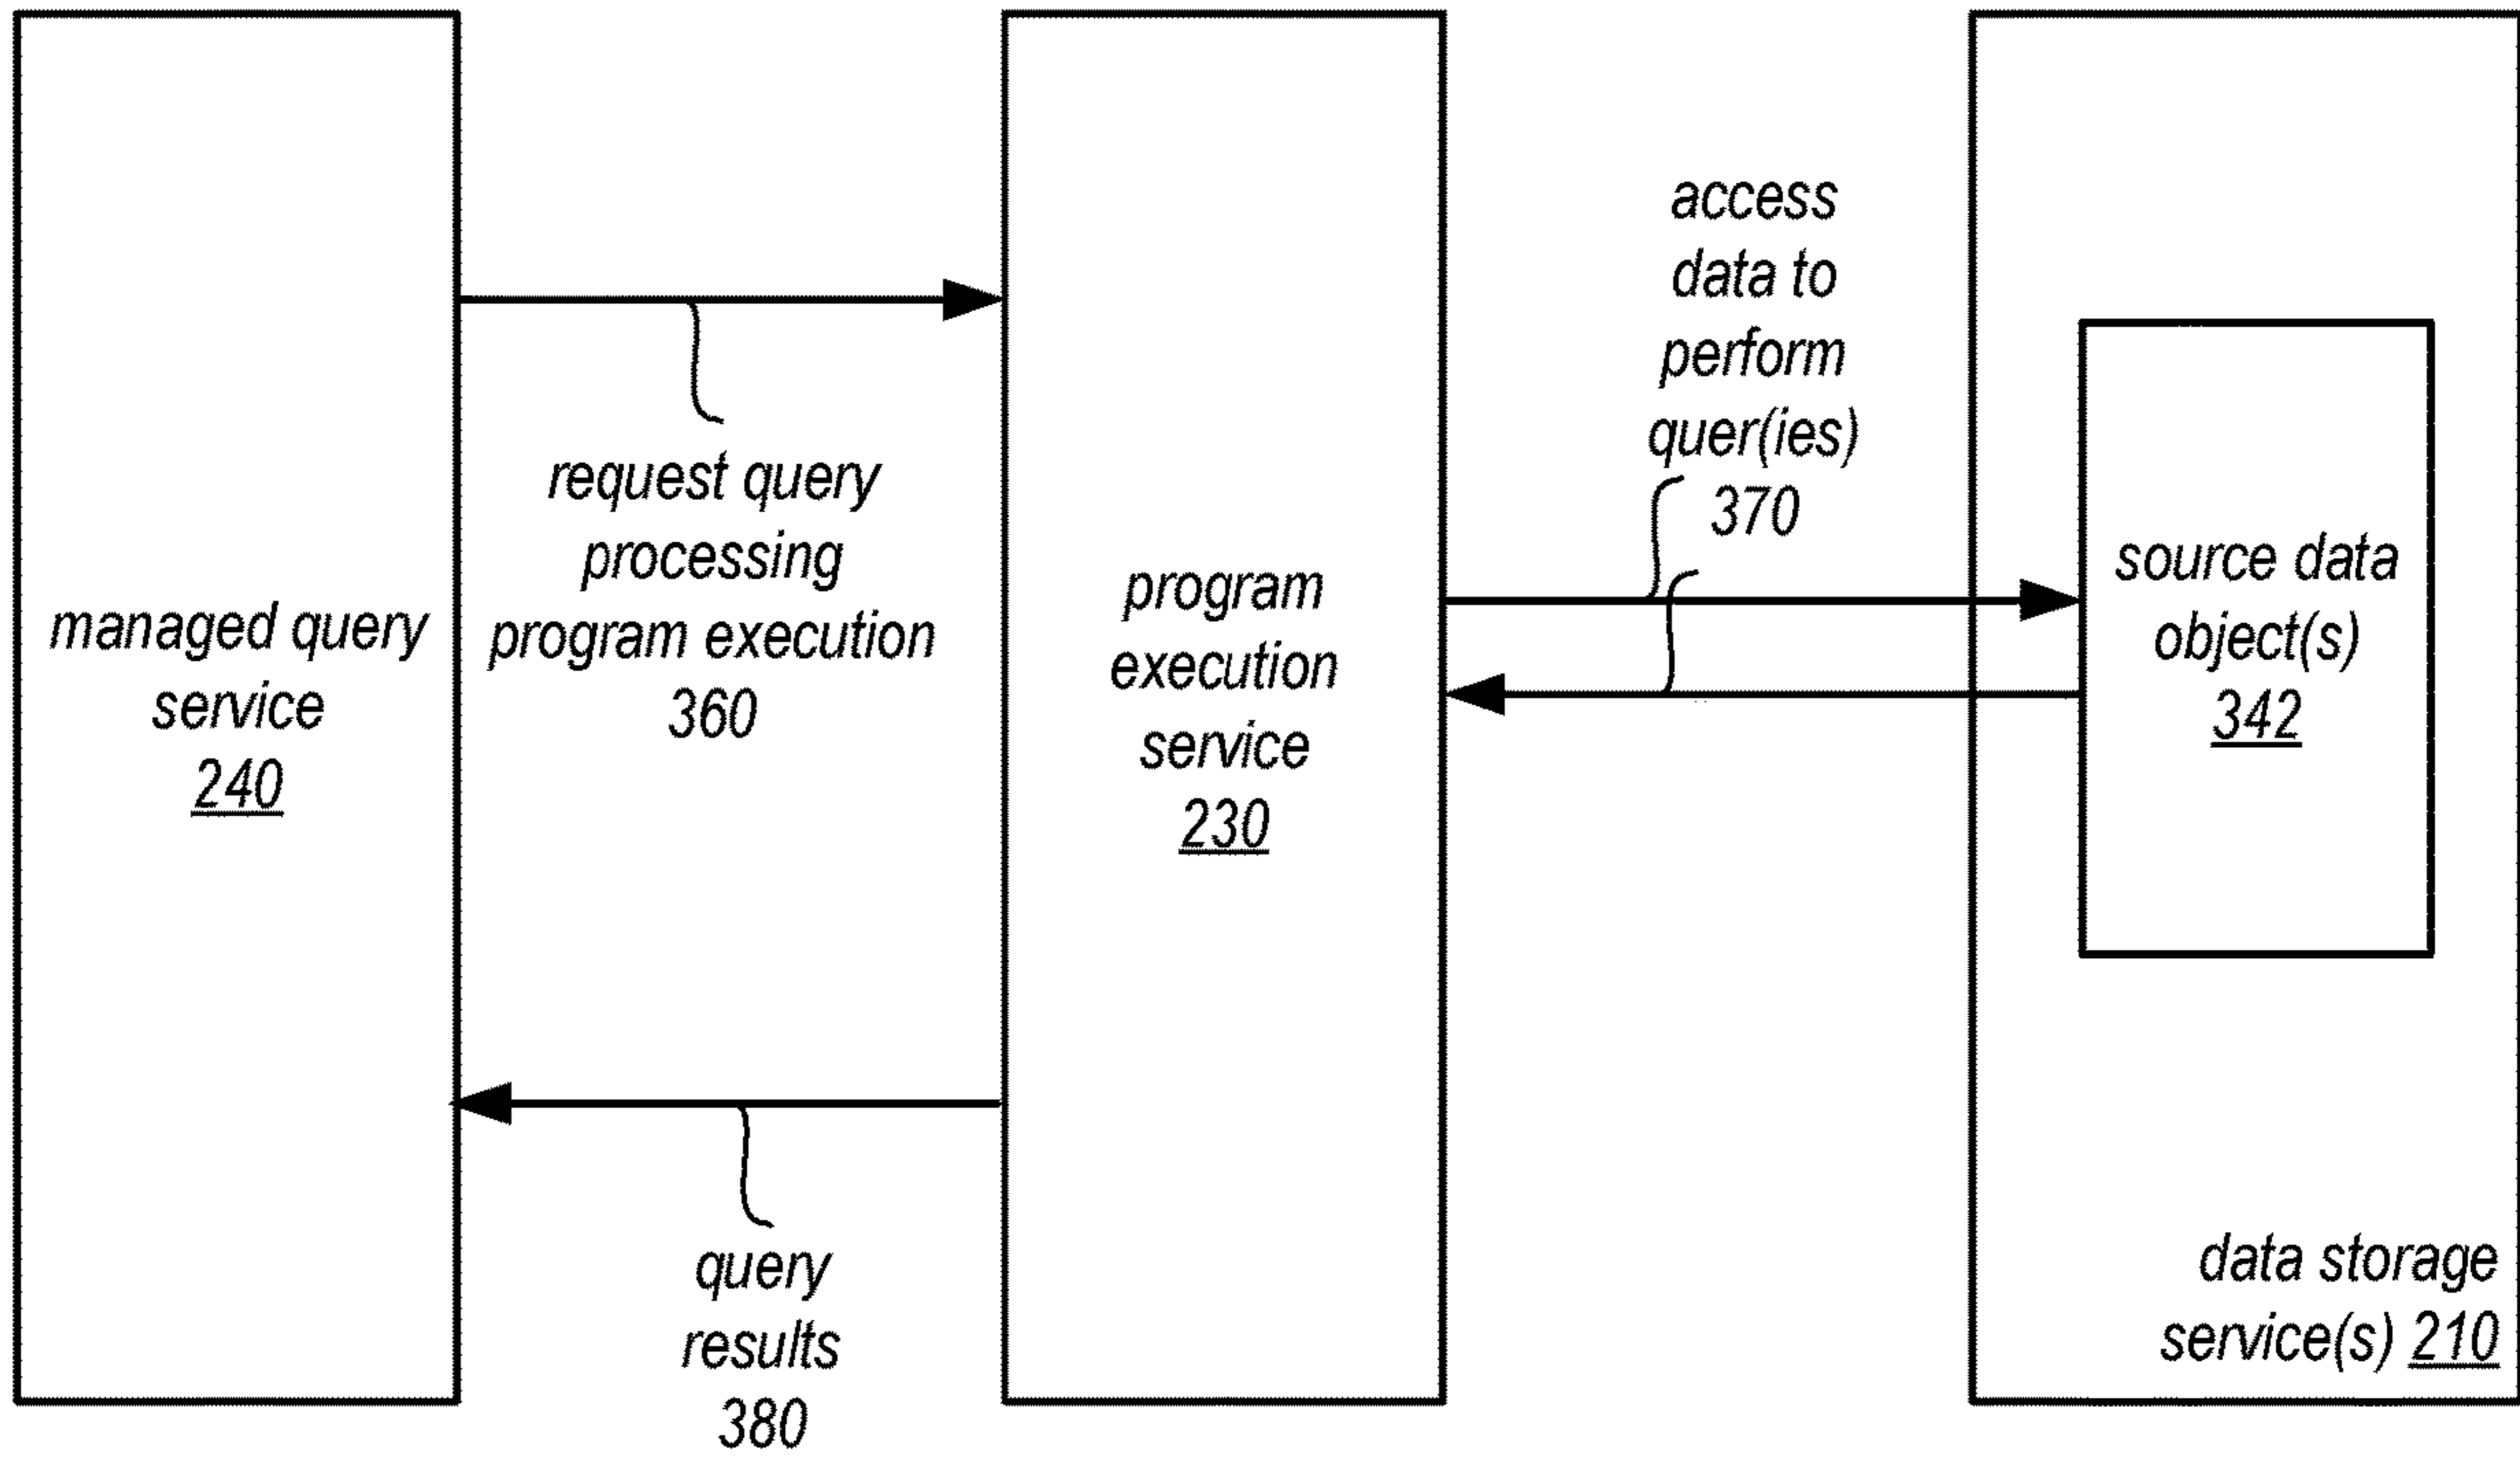 managed query
service
240
request query
processing
program execution
360
query
results
380
program
execution
service
230
access
data to
perform
quer(ies)
370
source data
object(s)
342
data storage
service(s) 210